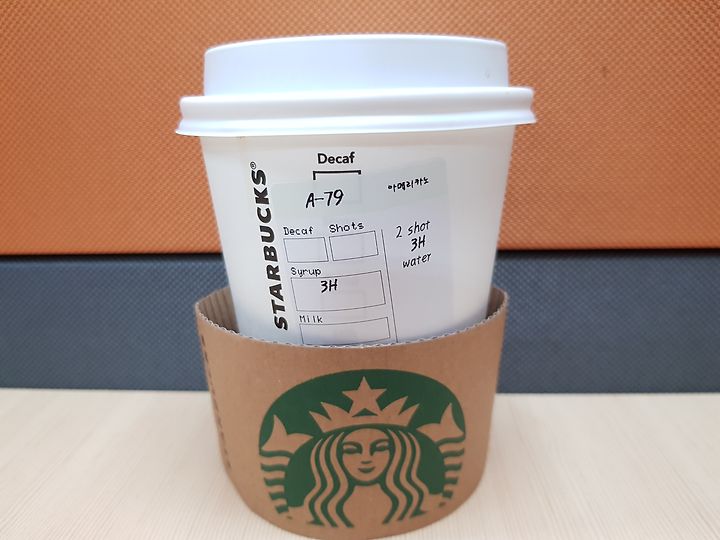 STARBUCKS®
Decaf
A-79
아메리카노
Decaf Shots
2 shot
3H
water
Syrup
3H
Milk